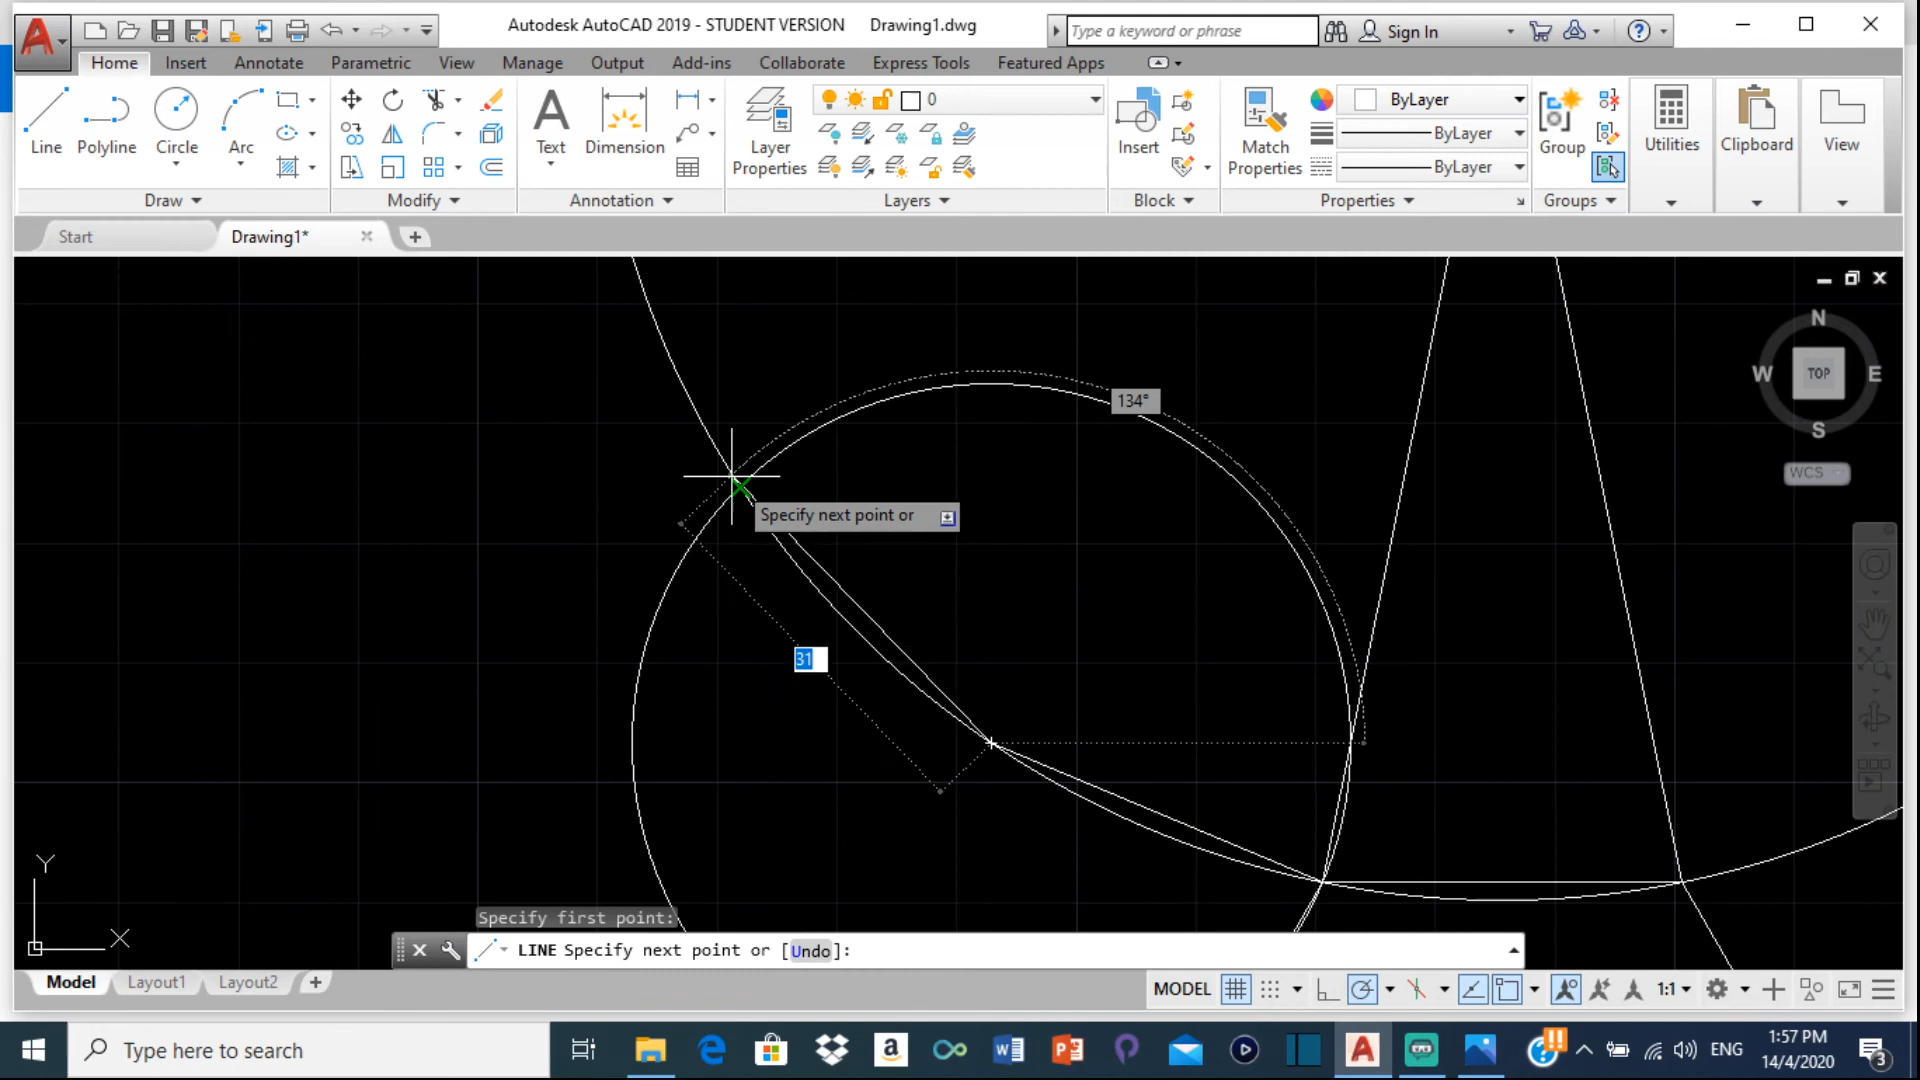 Autodesk AutoCAD 2019 - STUDENT VERSION Drawing1.dwg
Type a keyword or phrase
Sign In
Home Insert Annotate Parametric View Manage Output Add-ins Collaborate Express Tools Featured Apps
Line
Polyline
Circle
Arc
Text
Dimension
Layer
Properties
0
Insert
Match
Properties
ByLayer
ByLayer
ByLayer
Group
Utilities
Clipboard
View
Draw
Modify
Annotation
Layers
Block
Properties
Groups
Start
Drawing1*
N
W
TOP
E
S
WCS
134°
Specify next point or
31
Y
X
Specify first point:
LINE Specify next point or [Undo]:
Model
Layout1
Layout2
MODEL
1:1
Type here to search
ENG
1:57 PM
14/4/2020
3